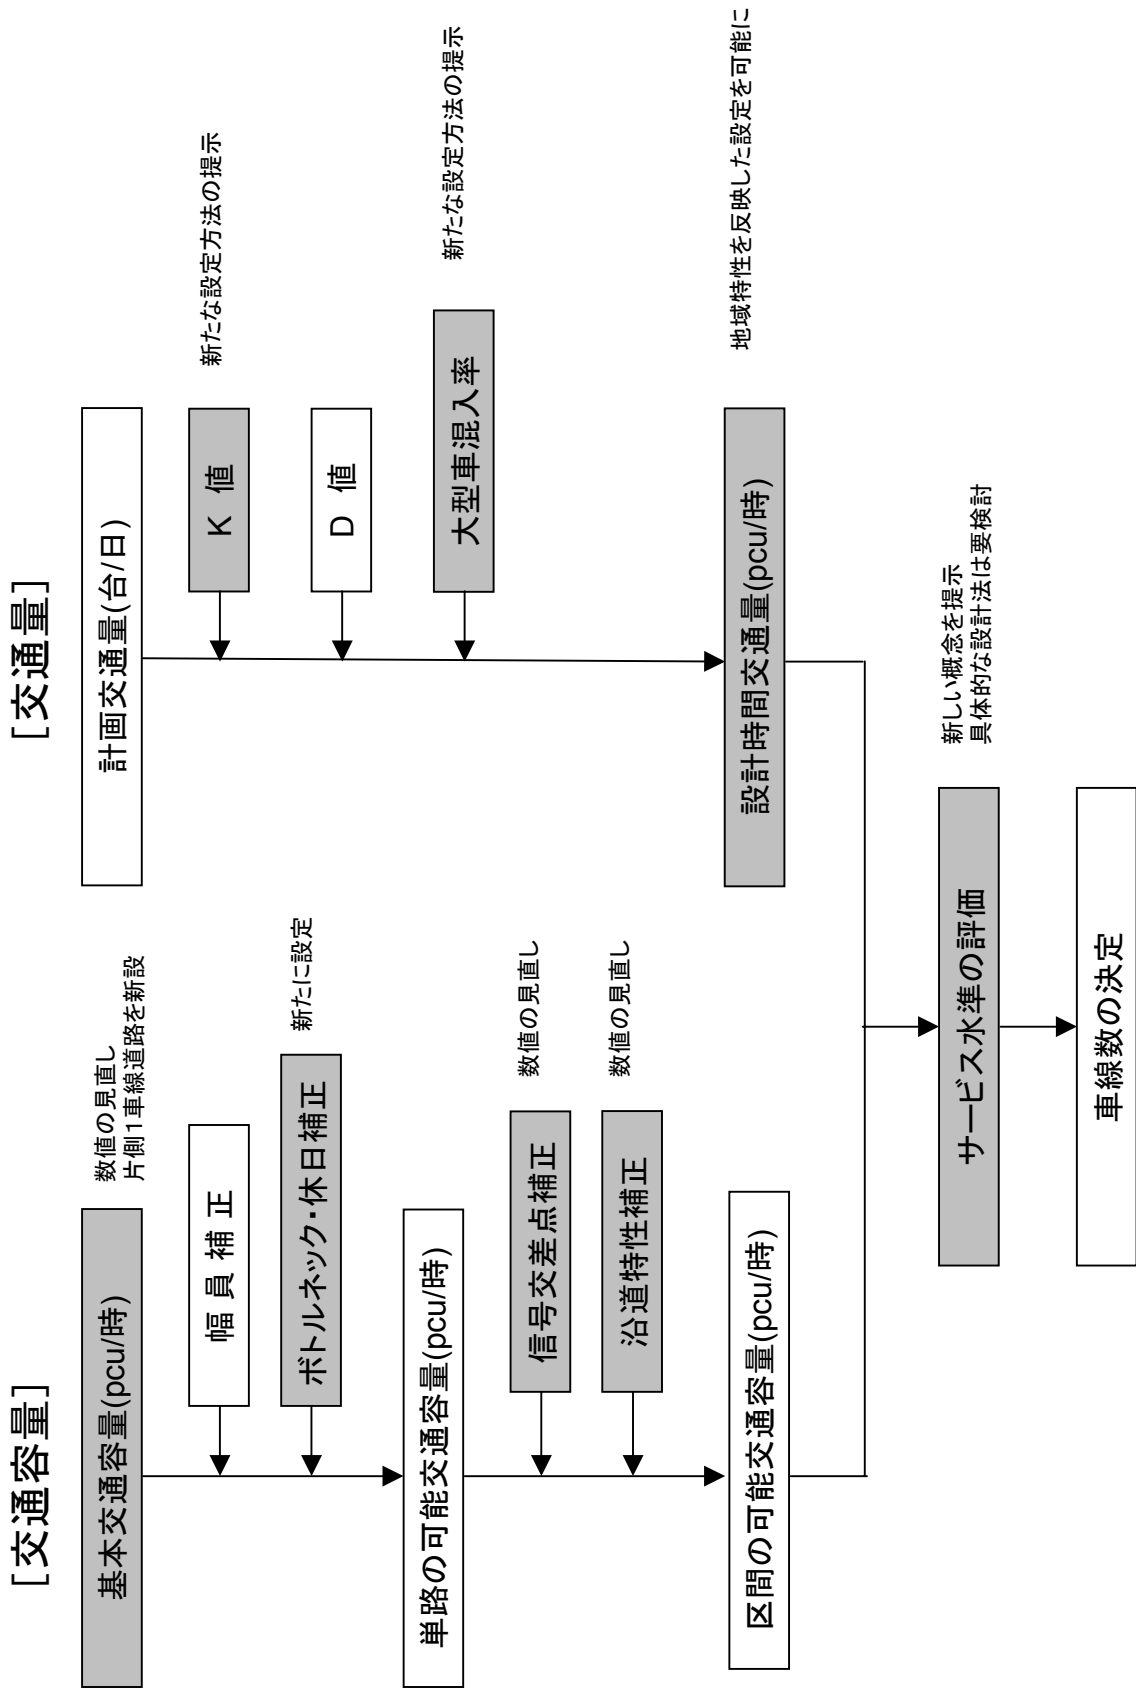 [交通容量]
基本交通容量(pcu/時)
数値の見直し
片側1車線道路を新設
幅員補正
ボトルネック・休日補正
新たに設定
単路の可能交通容量(pcu/時)
信号交差点補正
数値の見直し
沿道特性補正
数値の見直し
区間の可能交通容量(pcu/時)
[交通量]
計画交通量(台/日)
K 値
新たな設定方法の提示
D 値
大型車混入率
新たな設定方法の提示
設計時間交通量(pcu/時)
地域特性を反映した設定を可能に
サービス水準の評価
新しい概念を提示
具体的な設計法は要検討
車線数の決定